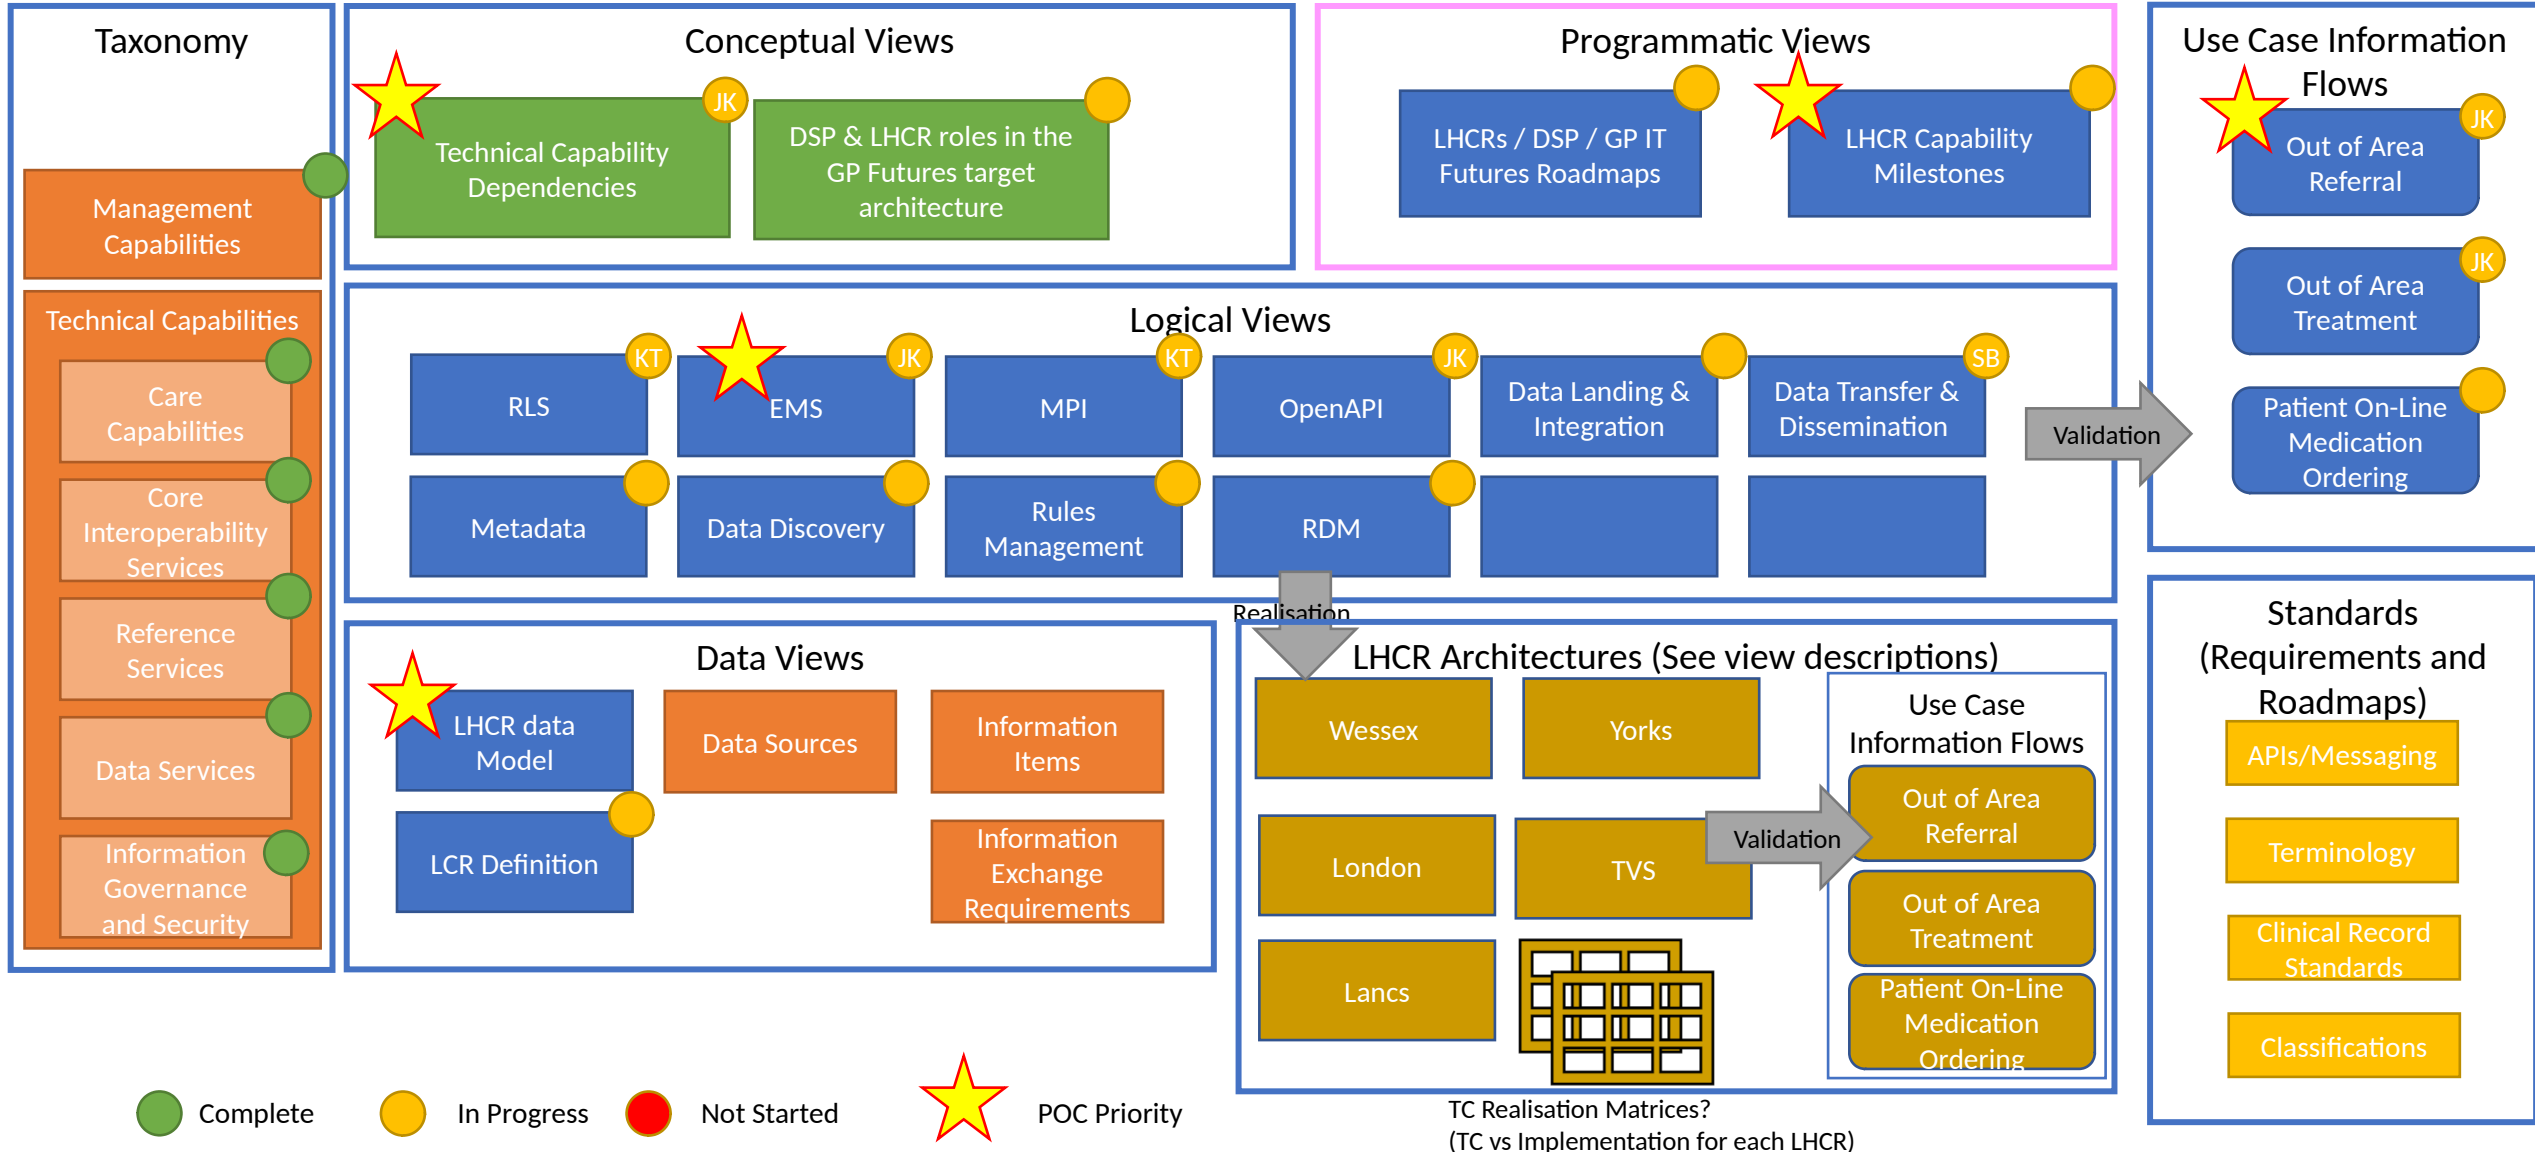 Taxonomy
Management
Capabilities
Technical Capabilities
Care
Capabilities
Core
Interoperability
Services
Reference
Services
Data Services
Information
Governance
and Security
Conceptual Views
JK
Technical Capability
Dependencies
DSP & LHCR roles in the
GP Futures target
architecture
Programmatic Views
LHCRs / DSP / GP IT
Futures Roadmaps
LHCR Capability
Milestones
Use Case Information
Flows
JK
Out of Area
Referral
JK
Out of Area
Treatment
Patient On-Line
Medication
Ordering
Logical Views
KT
RLS
JK
EMS
KT
MPI
JK
OpenAPI
Data Landing &
Integration
SB
Data Transfer &
Dissemination
Validation
Metadata
Data Discovery
Rules
Management
RDM
Realisation
Data Views
LHCR data
Model
Data Sources
Information
Items
LCR Definition
Information
Exchange
Requirements
LHCR Architectures (See view descriptions)
Wessex
Yorks
London
TVS
Lancs
Validation
Use Case
Information Flows
Out of Area
Referral
Out of Area
Treatment
Patient On-Line
Medication
Ordering
TC Realisation Matrices?
(TC vs Implementation for each LHCR)
Standards
(Requirements and
Roadmaps)
APIs/Messaging
Terminology
Clinical Record
Standards
Classifications
Complete
In Progress
Not Started
POC Priority